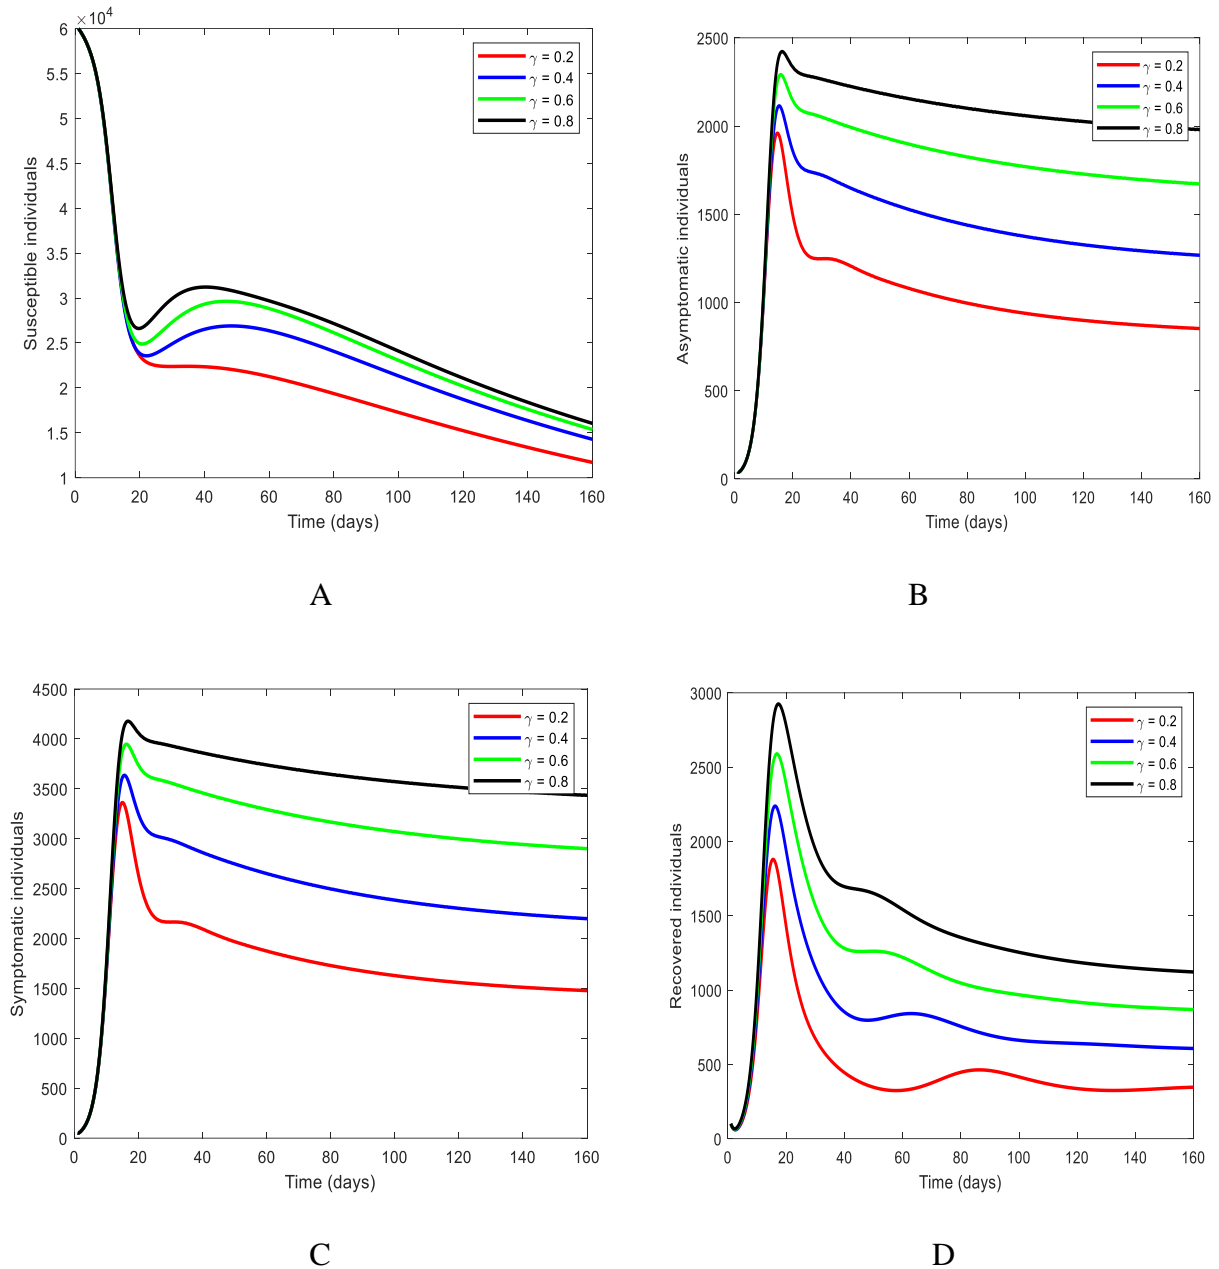 ×10⁴
6
5.5
5
4.5
4
3.5
3
2.5
2
1.5
1
Susceptible individuals
γ = 0.2
γ = 0.4
γ = 0.6
γ = 0.8
0 20 40 60 80 100 120 140 160
Time (days)
A
2500
2000
1500
1000
500
0
Asymptomatic individuals
γ = 0.2
γ = 0.4
γ = 0.6
γ = 0.8
0 20 40 60 80 100 120 140 160
Time (days)
B
4500
4000
3500
3000
2500
2000
1500
1000
500
0
Symptomatic individuals
γ = 0.2
γ = 0.4
γ = 0.6
γ = 0.8
0 20 40 60 80 100 120 140 160
Time (days)
C
3000
2500
2000
1500
1000
500
0
Recovered individuals
γ = 0.2
γ = 0.4
γ = 0.6
γ = 0.8
0 20 40 60 80 100 120 140 160
Time (days)
D